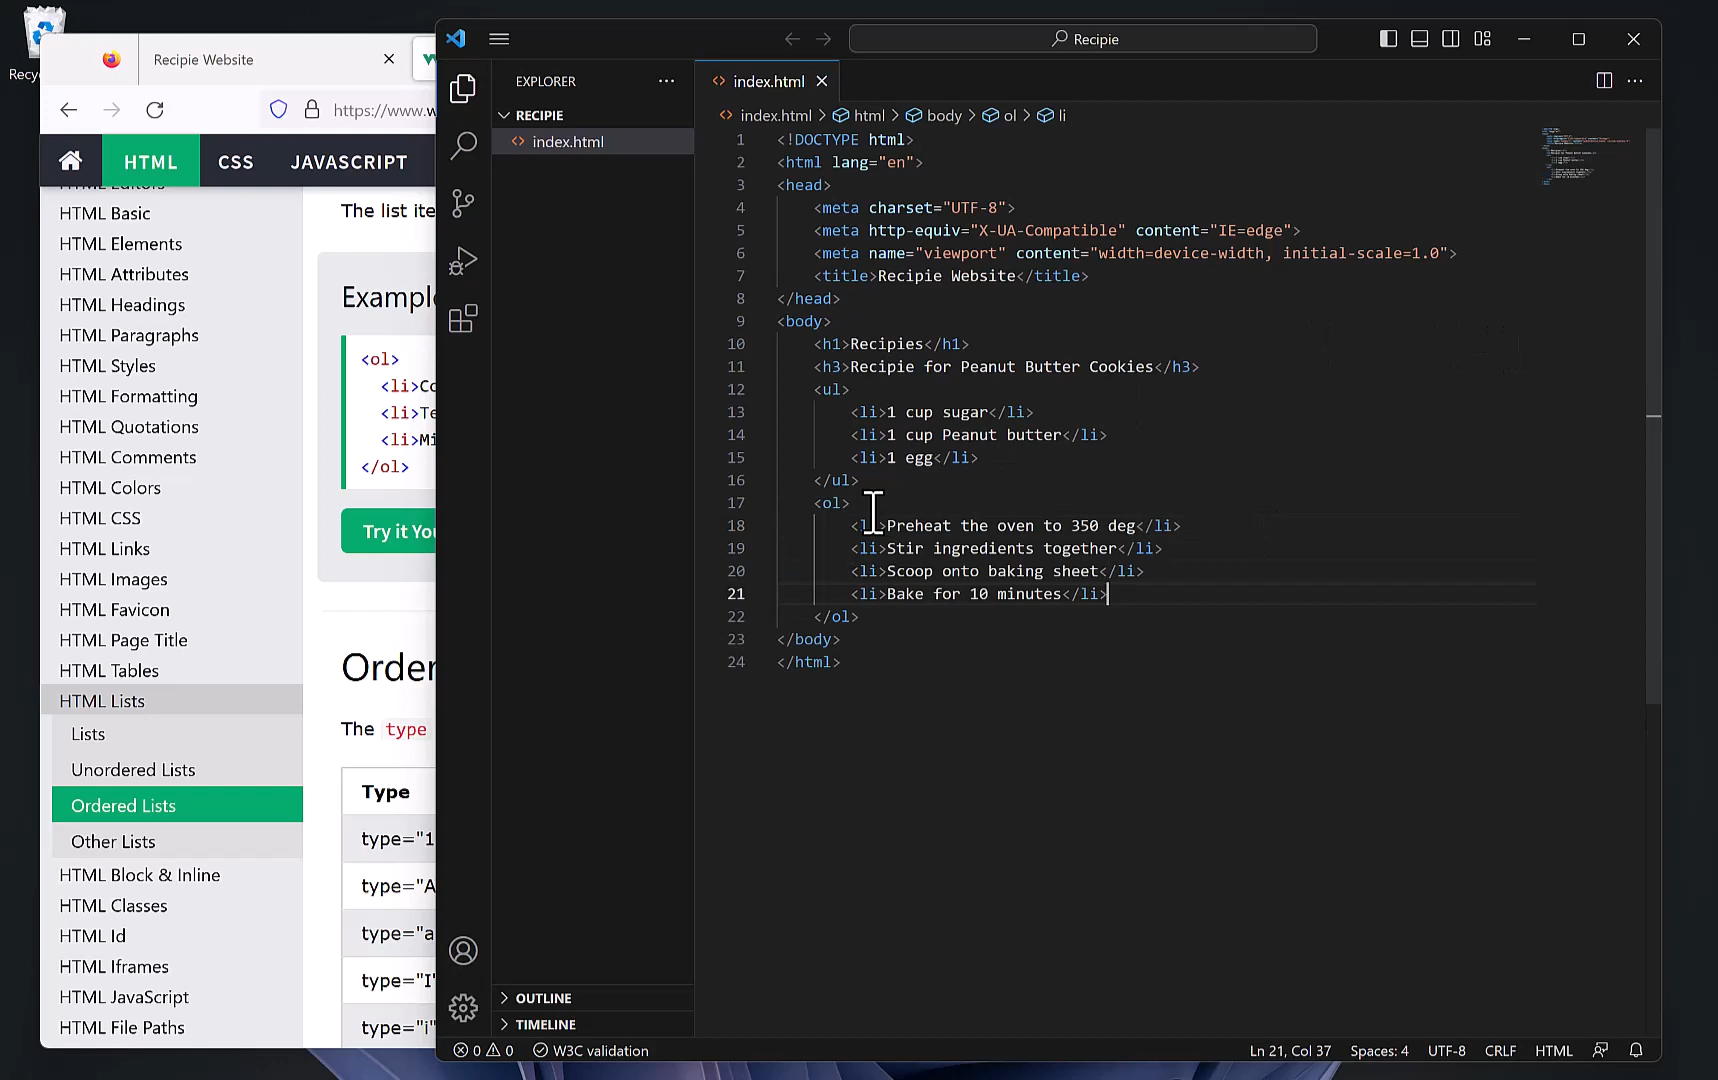 Recy
Recipie Website
https://www.w
HTML
CSS
JAVASCRIPT
HTML Editors
HTML Basic
HTML Elements
HTML Attributes
HTML Headings
HTML Paragraphs
HTML Styles
HTML Formatting
HTML Quotations
HTML Comments
HTML Colors
HTML CSS
HTML Links
HTML Images
HTML Favicon
HTML Page Title
HTML Tables
HTML Lists
Lists
Unordered Lists
Ordered Lists
Other Lists
HTML Block & Inline
HTML Classes
HTML Id
HTML Iframes
HTML JavaScript
HTML File Paths
The list ite
Example
<ol>
<li>Co
<li>Te
<li>Mi
</ol>
Try it You
Order
The type
Type
type="1
type="A
type="a
type="I"
type="i"
Recipie
EXPLORER
RECIPIE
index.html
OUTLINE
TIMELINE
index.html
index.html > html > body > ol > li
1 <!DOCTYPE html>
2 <html lang="en">
3 <head>
4 <meta charset="UTF-8">
5 <meta http-equiv="X-UA-Compatible" content="IE=edge">
6 <meta name="viewport" content="width=device-width, initial-scale=1.0">
7 <title>Recipie Website</title>
8 </head>
9 <body>
10 <h1>Recipies</h1>
11 <h3>Recipie for Peanut Butter Cookies</h3>
12 <ul>
13 <li>1 cup sugar</li>
14 <li>1 cup Peanut butter</li>
15 <li>1 egg</li>
16 </ul>
17 <ol>
18 <li>Preheat the oven to 350 deg</li>
19 <li>Stir ingredients together</li>
20 <li>Scoop onto baking sheet</li>
21 <li>Bake for 10 minutes</li>
22 </ol>
23 </body>
24 </html>
0 0 W3C validation
Ln 21, Col 37 Spaces: 4 UTF-8 CRLF HTML